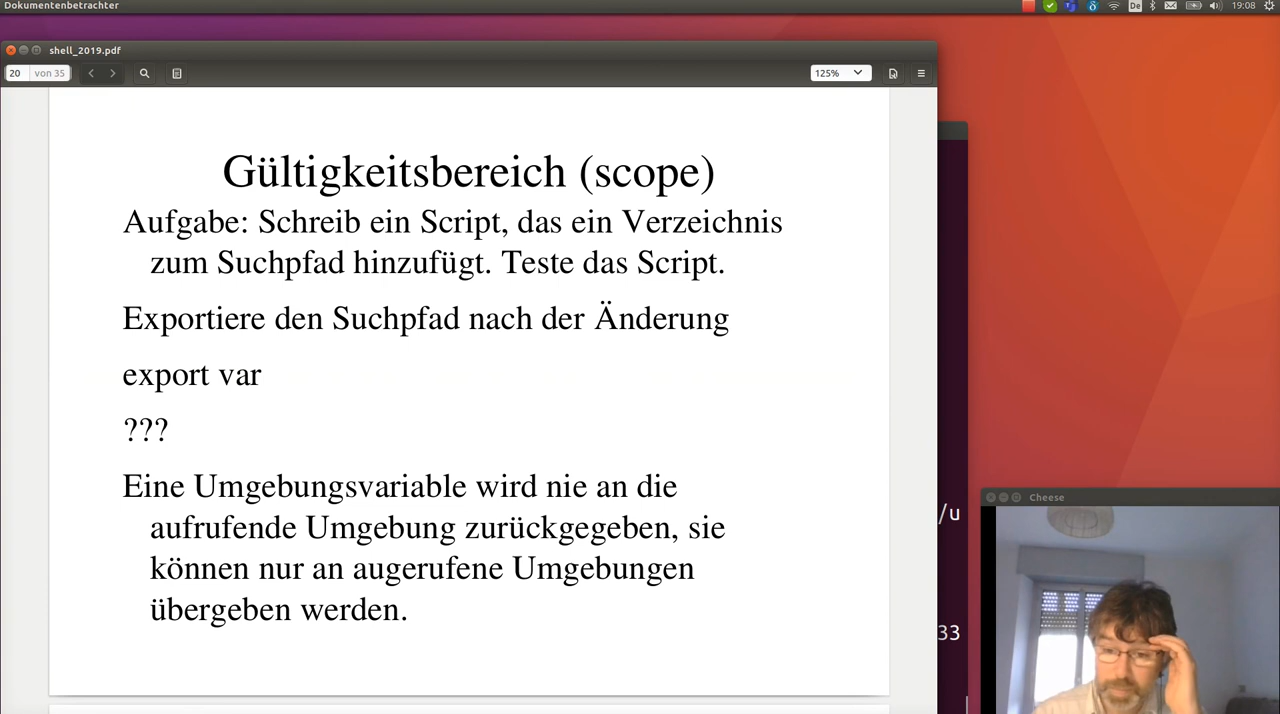 Dokumentenbetrachter
De
19:08
shell_2019.pdf
20 von 35
125%
Gültigkeitsbereich (scope)
Aufgabe: Schreib ein Script, das ein Verzeichnis
zum Suchpfad hinzufügt. Teste das Script.
Exportiere den Suchpfad nach der Änderung
export var
???
Eine Umgebungsvariable wird nie an die
aufrufende Umgebung zurückgegeben, sie
können nur an augerufene Umgebungen
übergeben werden.
/u
33
Cheese